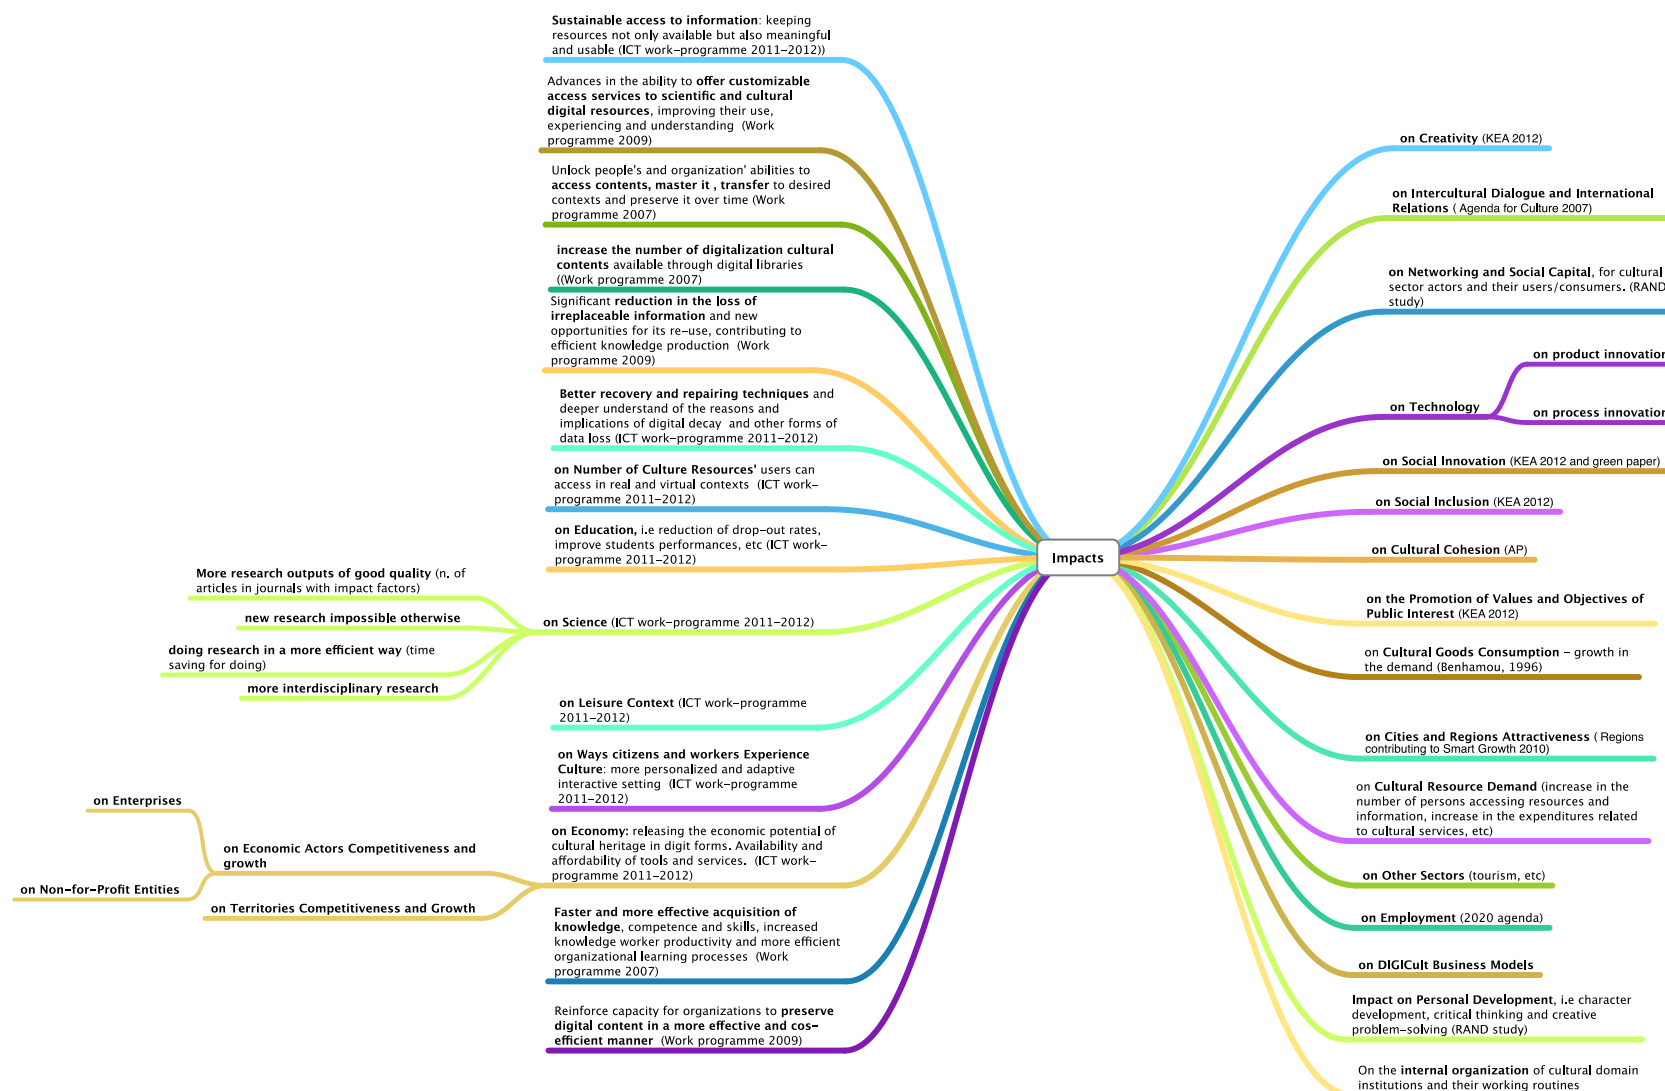 Sustainable access to information: keeping
resources not only available but also meaningful
and usable (ICT work-programme 2011-2012))
Advances in the ability to offer customizable
access services to scientific and cultural
digital resources, improving their use,
experiencing and understanding (Work
programme 2009)
Unlock people's and organization' abilities to
access contents, master it , transfer to desired
contexts and preserve it over time (Work
programme 2007)
increase the number of digitalization cultural
contents available through digital libraries
((Work programme 2007)
Significant reduction in the loss of
irreplaceable information and new
opportunities for its re-use, contributing to
efficient knowledge production (Work
programme 2009)
Better recovery and repairing techniques and
deeper understand of the reasons and
implications of digital decay and other forms of
data loss (ICT work-programme 2011-2012)
on Number of Culture Resources' users can
access in real and virtual contexts (ICT work-
programme 2011-2012)
on Education, i.e reduction of drop-out rates,
improve students performances, etc (ICT work-
programme 2011-2012)
on Science (ICT work-programme 2011-2012)
More research outputs of good quality (n. of
articles in journals with impact factors)
new research impossible otherwise
doing research in a more efficient way (time
saving for doing)
more interdisciplinary research
on Leisure Context (ICT work-programme
2011-2012)
on Ways citizens and workers Experience
Culture: more personalized and adaptive
interactive setting (ICT work-programme
2011-2012)
on Economy: releasing the economic potential of
cultural heritage in digit forms. Availability and
affordability of tools and services. (ICT work-
programme 2011-2012)
on Economic Actors Competitiveness and
growth
on Enterprises
on Non-for-Profit Entities
on Territories Competitiveness and Growth
Faster and more effective acquisition of
knowledge, competence and skills, increased
knowledge worker productivity and more efficient
organizational learning processes (Work
programme 2007)
Reinforce capacity for organizations to preserve
digital content in a more effective and cos-
efficient manner (Work programme 2009)
Impacts
on Creativity (KEA 2012)
on Intercultural Dialogue and International
Relations ( Agenda for Culture 2007)
on Networking and Social Capital, for cultural
sector actors and their users/consumers. (RAND
study)
on Technology
on product innovation
on process innovation
on Social Innovation (KEA 2012 and green paper)
on Social Inclusion (KEA 2012)
on Cultural Cohesion (AP)
on the Promotion of Values and Objectives of
Public Interest (KEA 2012)
on Cultural Goods Consumption - growth in
the demand (Benhamou, 1996)
on Cities and Regions Attractiveness ( Regions
contributing to Smart Growth 2010)
on Cultural Resource Demand (increase in the
number of persons accessing resources and
information, increase in the expenditures related
to cultural services, etc)
on Other Sectors (tourism, etc)
on Employment (2020 agenda)
on DIGICult Business Models
Impact on Personal Development, i.e character
development, critical thinking and creative
problem-solving (RAND study)
On the internal organization of cultural domain
institutions and their working routines